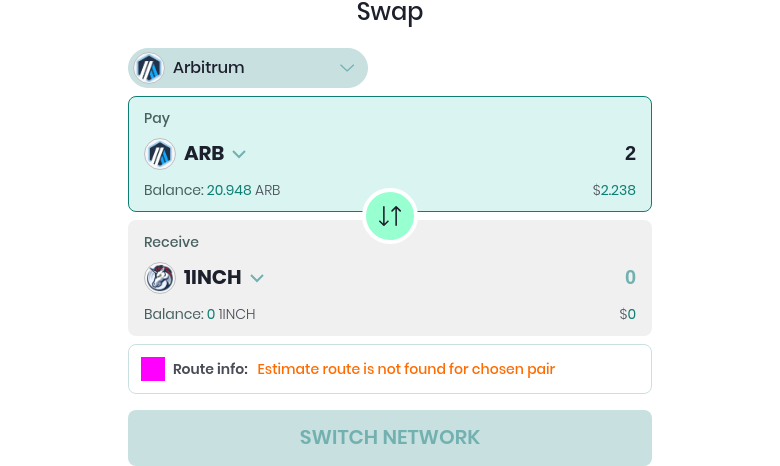 Swap
Arbitrum
Pay
ARB 2
Balance: 20.948 ARB $2.238
Receive
1INCH 0
Balance: 0 1INCH $0
Route info: Estimate route is not found for chosen pair
SWITCH NETWORK